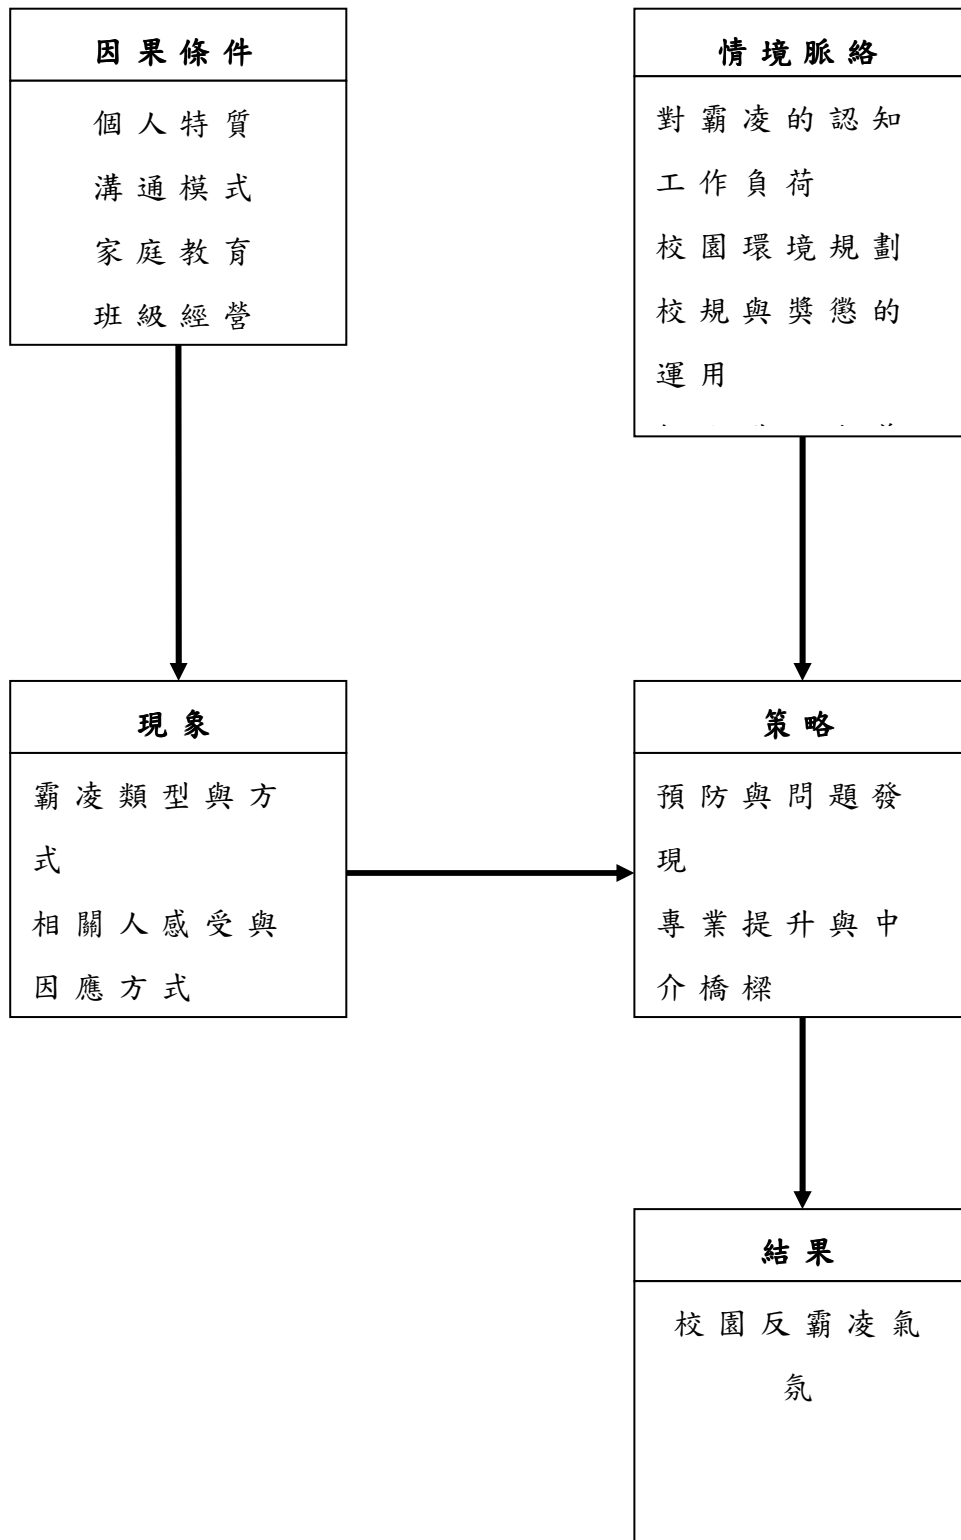 因果條件
個人特質
溝通模式
家庭教育
班級經營
情境脈絡
對霸凌的認知
工作負荷
校園環境規劃
校規與獎懲的
運用
現象
霸凌類型與方
式
相關人感受與
因應方式
策略
預防與問題發
現
專業提升與中
介橋樑
結果
校園反霸凌氣
氛